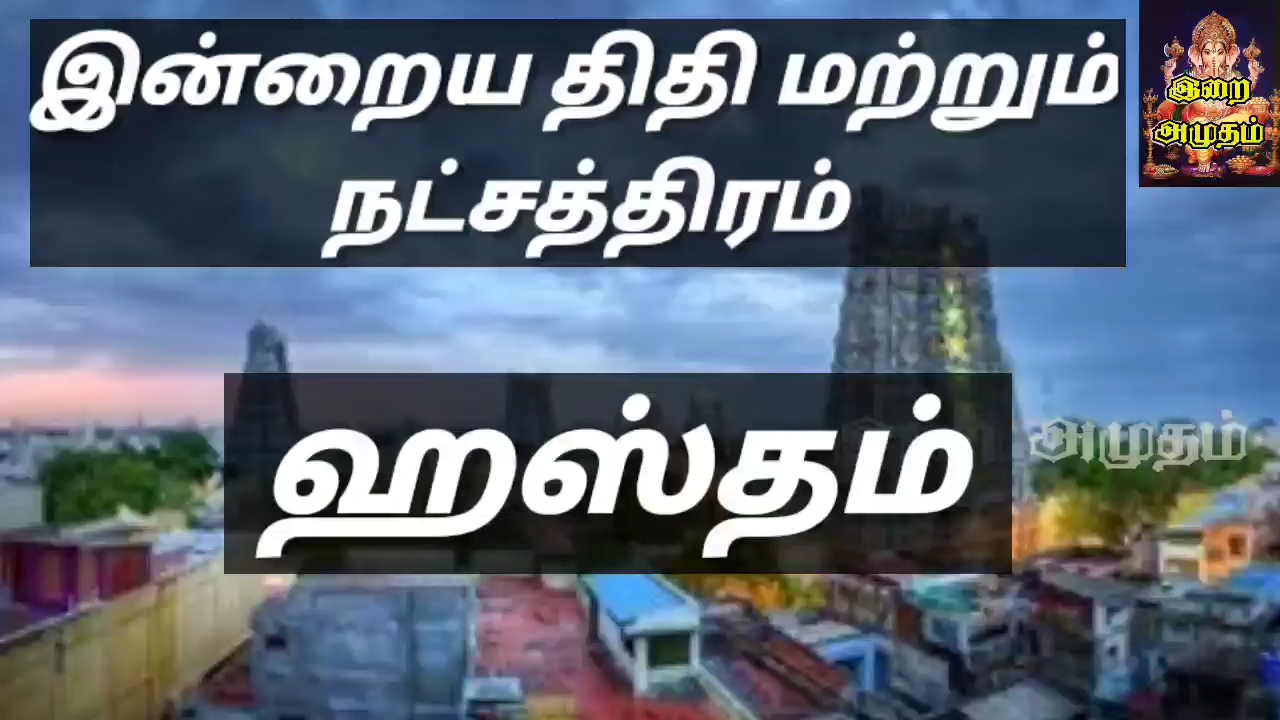 இன்றைய திதி மற்றும்
நட்சத்திரம்
இறை
அமுதம்
ஹஸ்தம்
அமுதம்